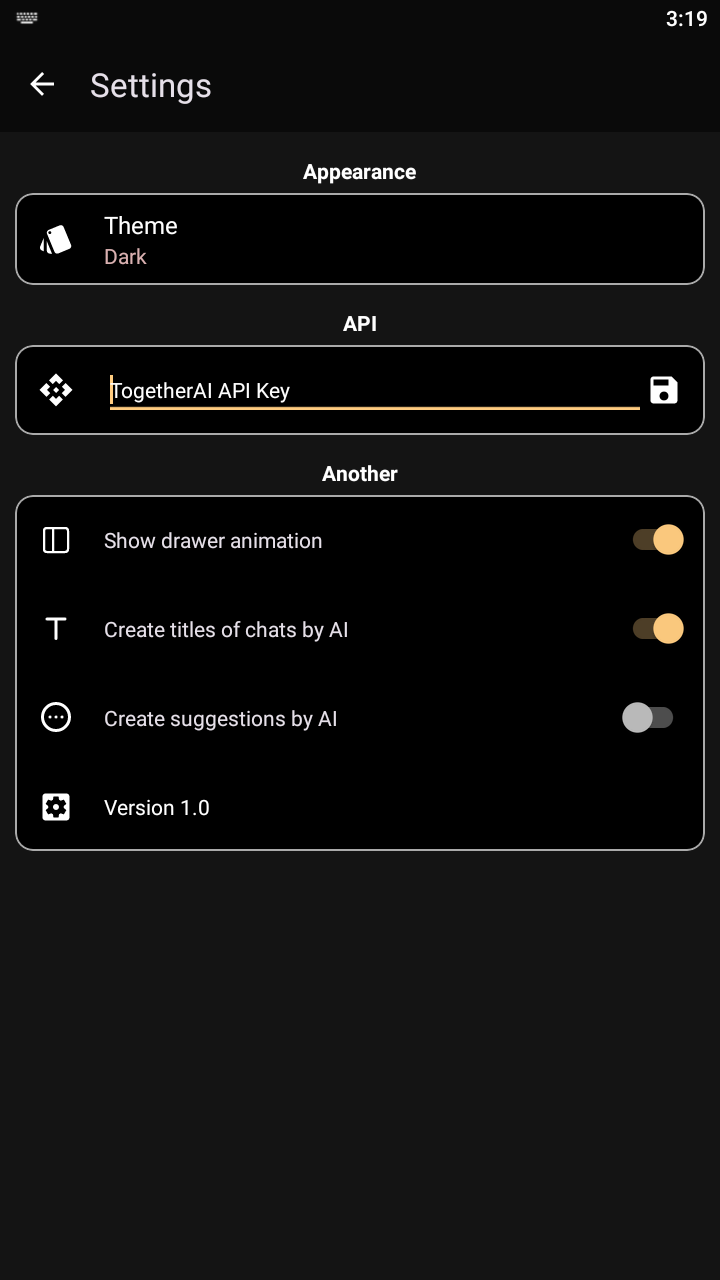 3:19
Settings
Appearance
Theme
Dark
API
TogetherAI API Key
Another
Show drawer animation
Create titles of chats by AI
Create suggestions by AI
Version 1.0